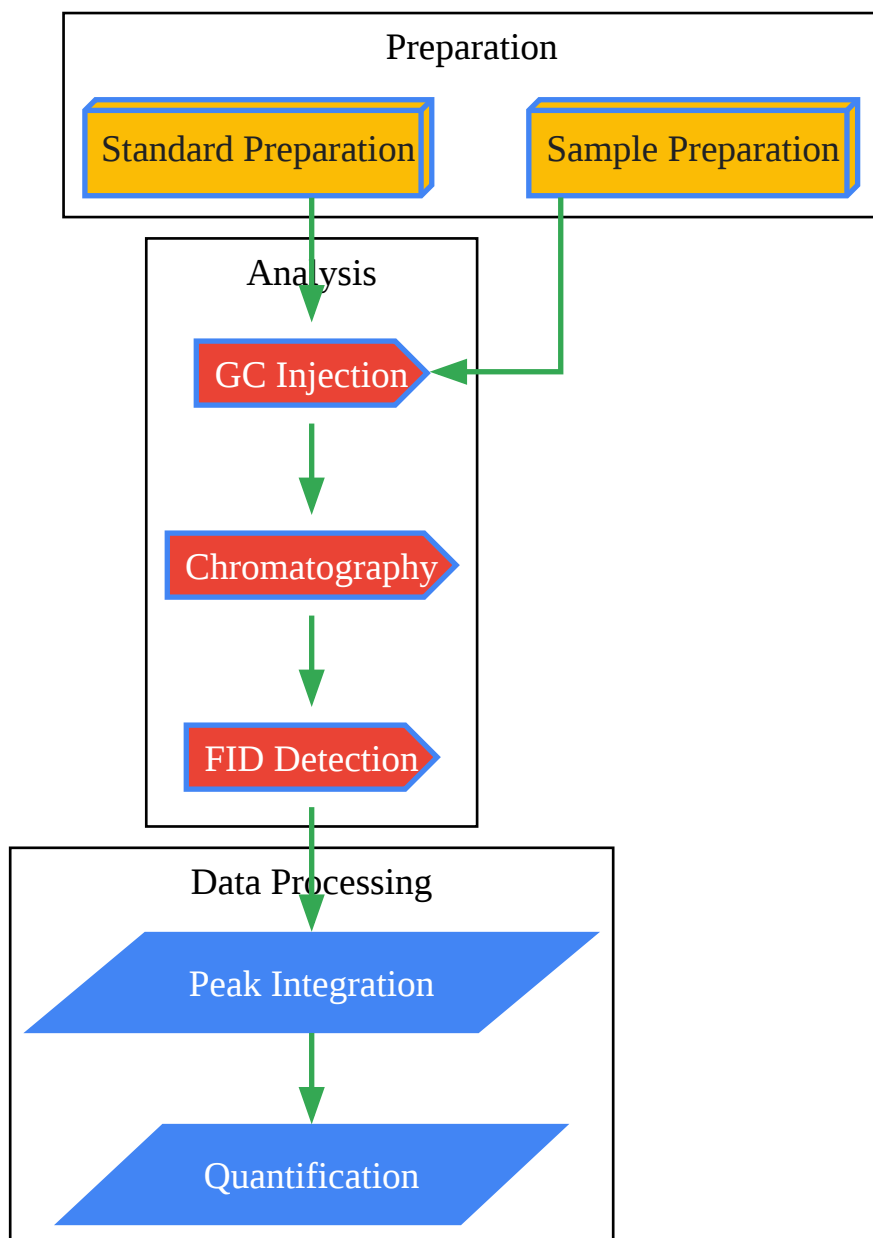 Preparation
Standard Preparation
Sample Preparation
Analysis
GC Injection
Chromatography
FID Detection
Data Processing
Peak Integration
Quantification